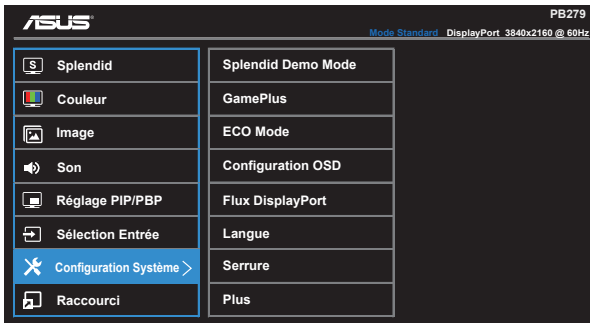 ASUS
PB279
Mode Standard DisplayPort 3840x2160 @ 60Hz
S Splendid
Couleur
Image
Son
Réglage PIP/PBP
Sélection Entrée
Configuration Système >
Raccourci
Splendid Demo Mode
GamePlus
ECO Mode
Configuration OSD
Flux DisplayPort
Langue
Serrure
Plus